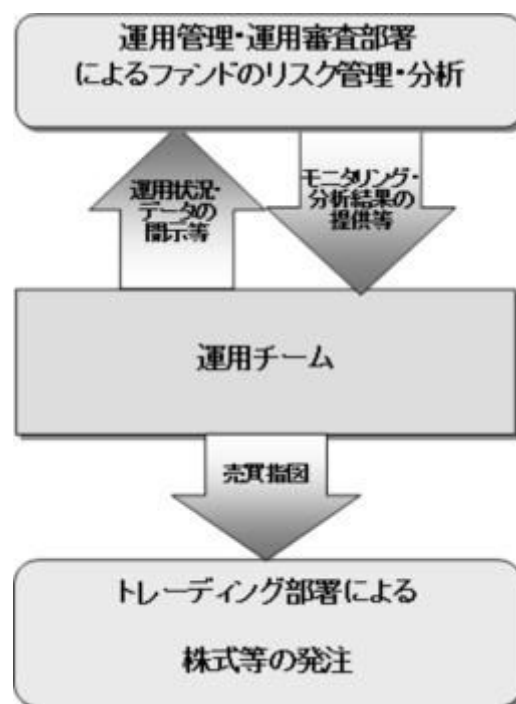 運用管理・運用審査部署
によるファンドのリスク管理・分析
運用状況・
データの
開示等
モニタリング・
分析結果の
提供等
運用チーム
売買指図
トレーディング部署による
株式等の発注